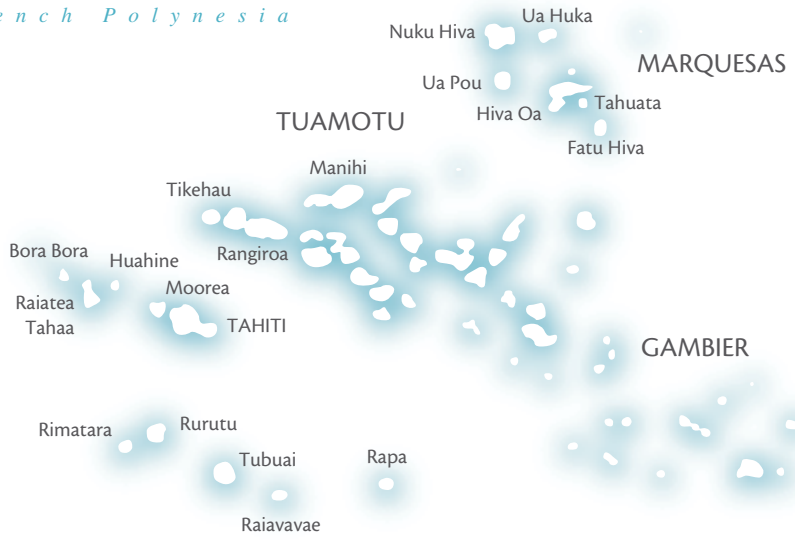 ench Polynesia
Nuku Hiva
Ua Huka
MARQUESAS
Ua Pou
Hiva Oa
Tahuata
Fatu Hiva
TUAMOTU
Manihi
Tikehau
Rangiroa
Bora Bora
Huahine
Raiatea
Tahaa
Moorea
TAHITI
GAMBIER
Rimatara
Rurutu
Tubuai
Raiavavae
Rapa